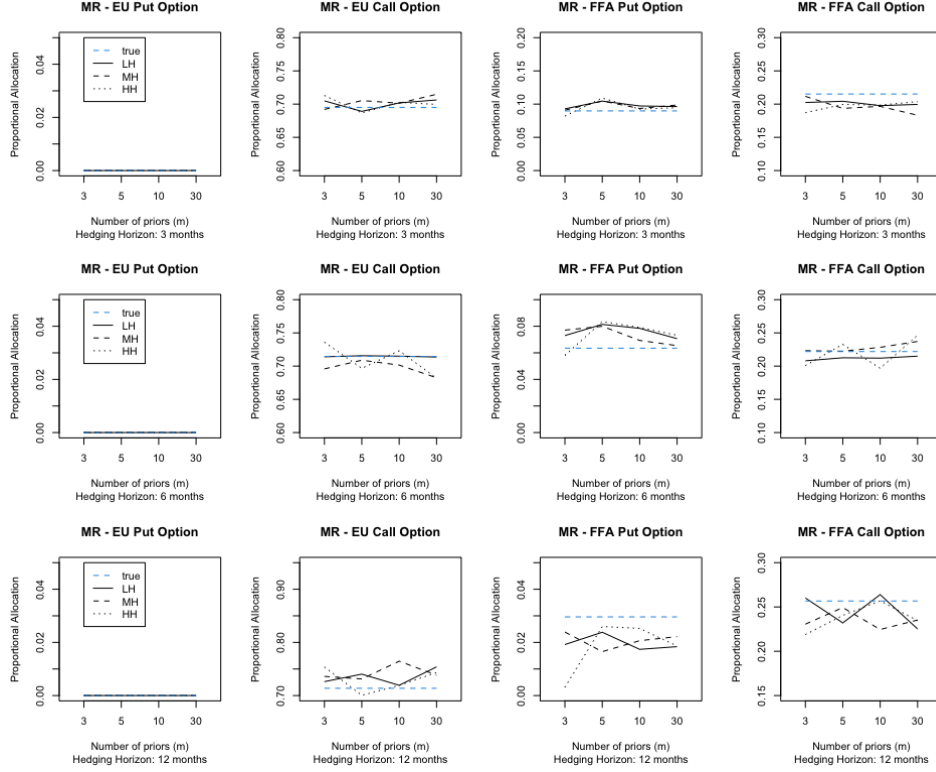 MR - EU Put Option
Proportional Allocation
0.00
0.02
0.04
true
LH
MH
HH
3 5 10 30
Number of priors (m)
Hedging Horizon: 3 months
MR - EU Call Option
Proportional Allocation
0.60
0.65
0.70
0.75
0.80
3 5 10 30
Number of priors (m)
Hedging Horizon: 3 months
MR - FFA Put Option
Proportional Allocation
0.00
0.05
0.10
0.15
0.20
3 5 10 30
Number of priors (m)
Hedging Horizon: 3 months
MR - FFA Call Option
Proportional Allocation
0.10
0.15
0.20
0.25
0.30
3 5 10 30
Number of priors (m)
Hedging Horizon: 3 months
MR - EU Put Option
Proportional Allocation
0.00
0.02
0.04
true
LH
MH
HH
3 5 10 30
Number of priors (m)
Hedging Horizon: 6 months
MR - EU Call Option
Proportional Allocation
0.60
0.65
0.70
0.75
0.80
3 5 10 30
Number of priors (m)
Hedging Horizon: 6 months
MR - FFA Put Option
Proportional Allocation
0.00
0.04
0.08
3 5 10 30
Number of priors (m)
Hedging Horizon: 6 months
MR - FFA Call Option
Proportional Allocation
0.10
0.15
0.20
0.25
0.30
3 5 10 30
Number of priors (m)
Hedging Horizon: 6 months
MR - EU Put Option
Proportional Allocation
0.00
0.02
0.04
true
LH
MH
HH
3 5 10 30
Number of priors (m)
Hedging Horizon: 12 months
MR - EU Call Option
Proportional Allocation
0.70
0.80
0.90
3 5 10 30
Number of priors (m)
Hedging Horizon: 12 months
MR - FFA Put Option
Proportional Allocation
0.00
0.02
0.04
3 5 10 30
Number of priors (m)
Hedging Horizon: 12 months
MR - FFA Call Option
Proportional Allocation
0.15
0.20
0.25
0.30
3 5 10 30
Number of priors (m)
Hedging Horizon: 12 months